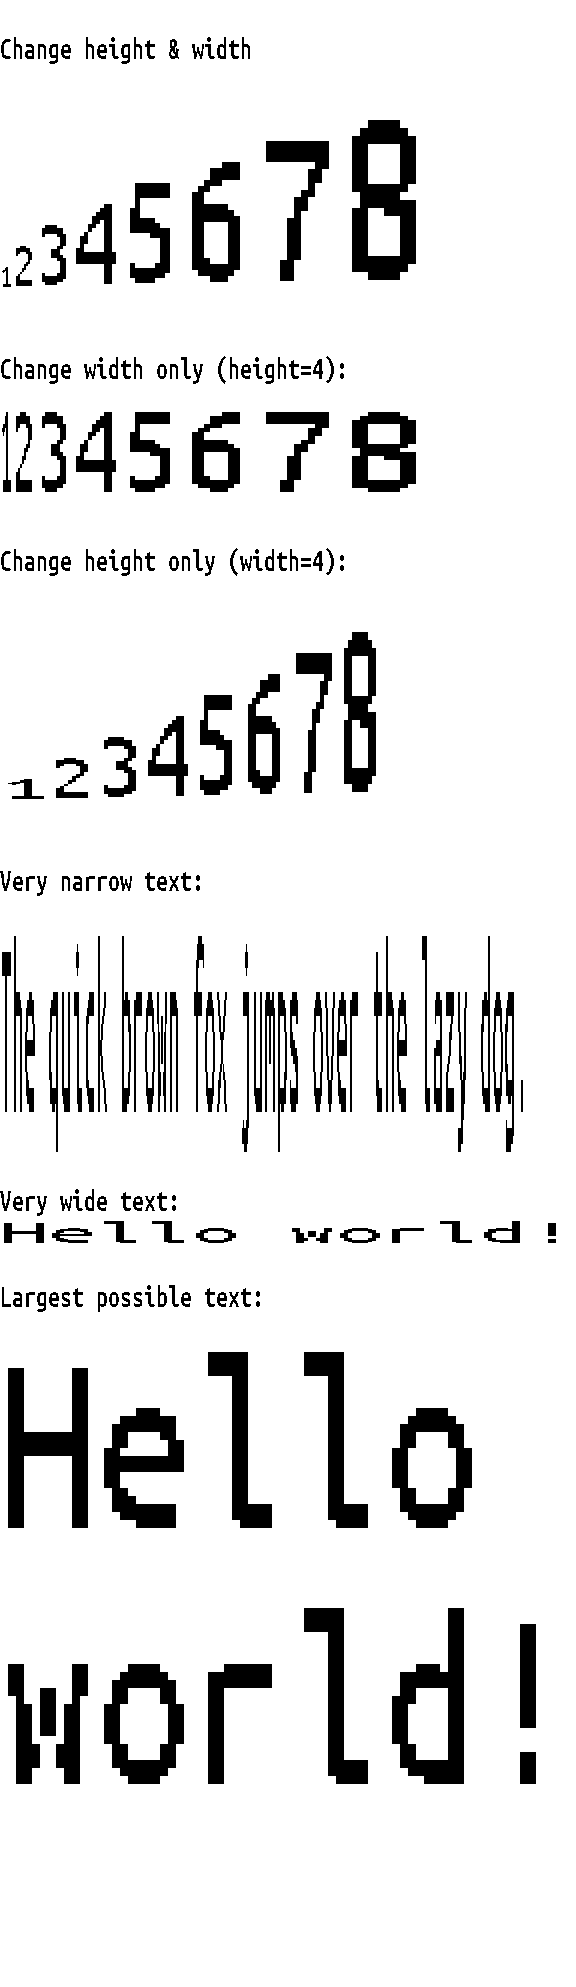 Change height & width
12345678
Change width only (height=4):
12345678
Change height only (width=4):
12345678
Very narrow text:
The quick brown fox jumps over the lazy dog.
Very wide text:
Hello world!
Largest possible text:
Hello
world!